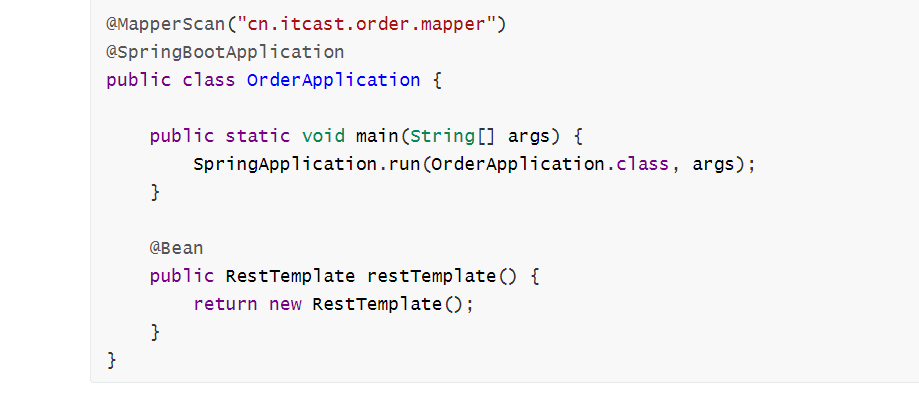 @MapperScan("cn.itcast.order.mapper")
@SpringBootApplication
public class OrderApplication {
public static void main(String[] args) {
SpringApplication.run(OrderApplication.class, args);
}
@Bean
public RestTemplate restTemplate() {
return new RestTemplate();
}
}